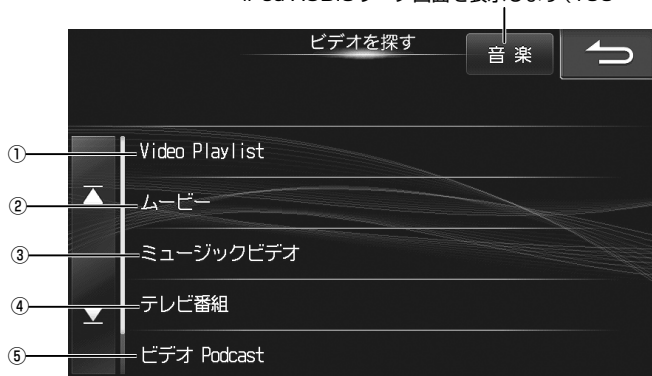 ビデオを探す
音楽
① Video Playlist
② ムービー
③ ミュージックビデオ
④ テレビ番組
⑤ ビデオ Podcast